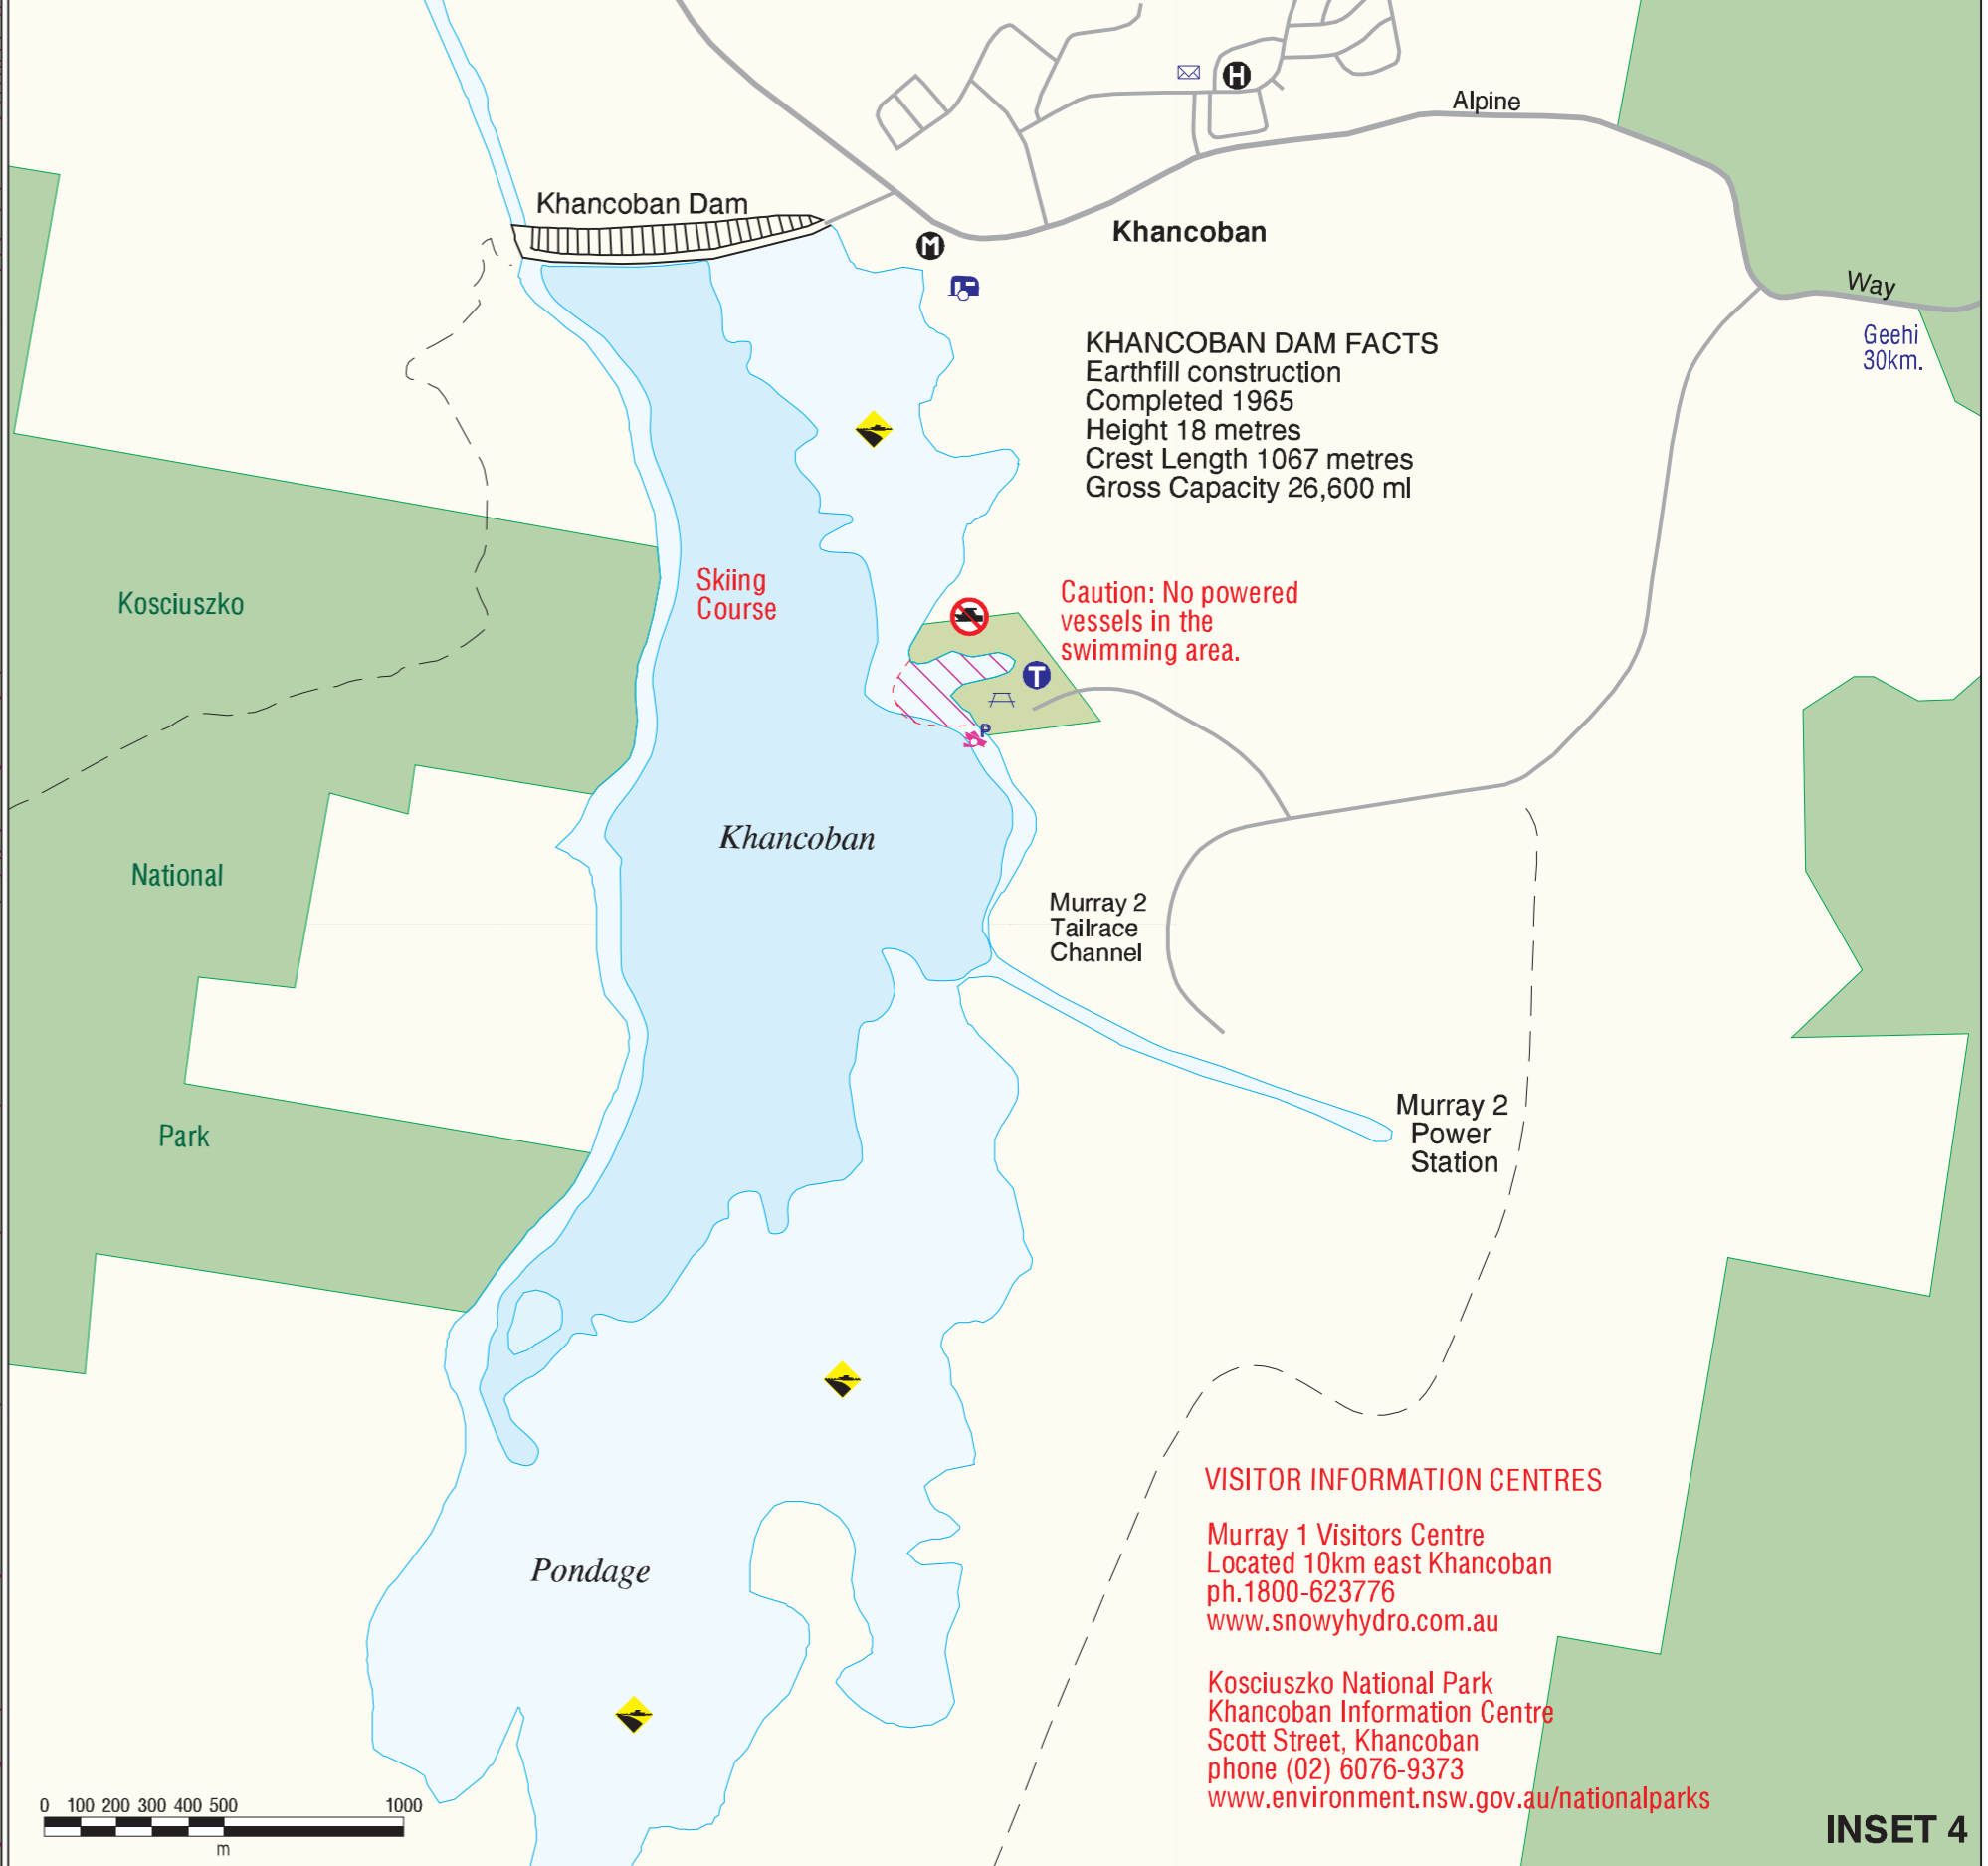 H
Alpine
Khancoban Dam
Khancoban
M
Way
Geehi
30km.
KHANCOBAN DAM FACTS
Earthfill construction
Completed 1965
Height 18 metres
Crest Length 1067 metres
Gross Capacity 26,600 ml
Skiing
Course
Caution: No powered
vessels in the
swimming area.
Kosciuszko
T
P
Khancoban
National
Murray 2
Tailrace
Channel
Park
Murray 2
Power
Station
VISITOR INFORMATION CENTRES
Murray 1 Visitors Centre
Located 10km east Khancoban
ph.1800-623776
www.snowyhydro.com.au
Pondage
Kosciuszko National Park
Khancoban Information Centre
Scott Street, Khancoban
phone (02) 6076-9373
www.environment.nsw.gov.au/nationalparks
0 100 200 300 400 500 1000
m
INSET 4